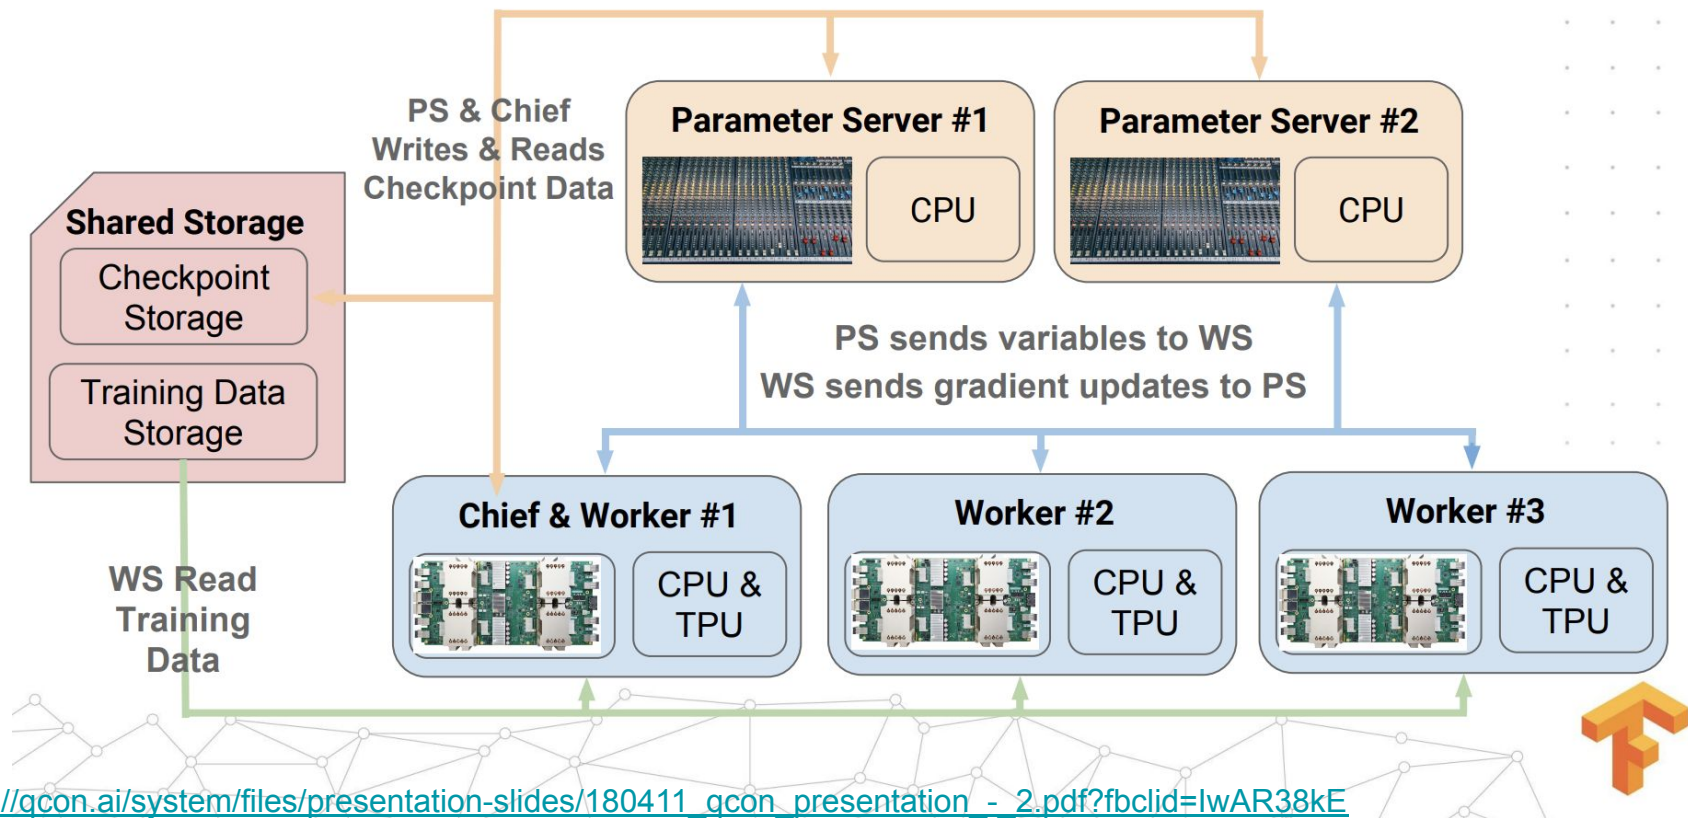 PS & Chief
Writes & Reads
Checkpoint Data
Parameter Server #1
CPU
Parameter Server #2
CPU
Shared Storage
Checkpoint
Storage
Training Data
Storage
PS sends variables to WS
WS sends gradient updates to PS
Chief & Worker #1
CPU &
TPU
Worker #2
CPU &
TPU
Worker #3
CPU &
TPU
WS Read
Training
Data
//qcon.ai/system/files/presentation-slides/180411_qcon_presentation_-_2.pdf?fbclid=IwAR38kE